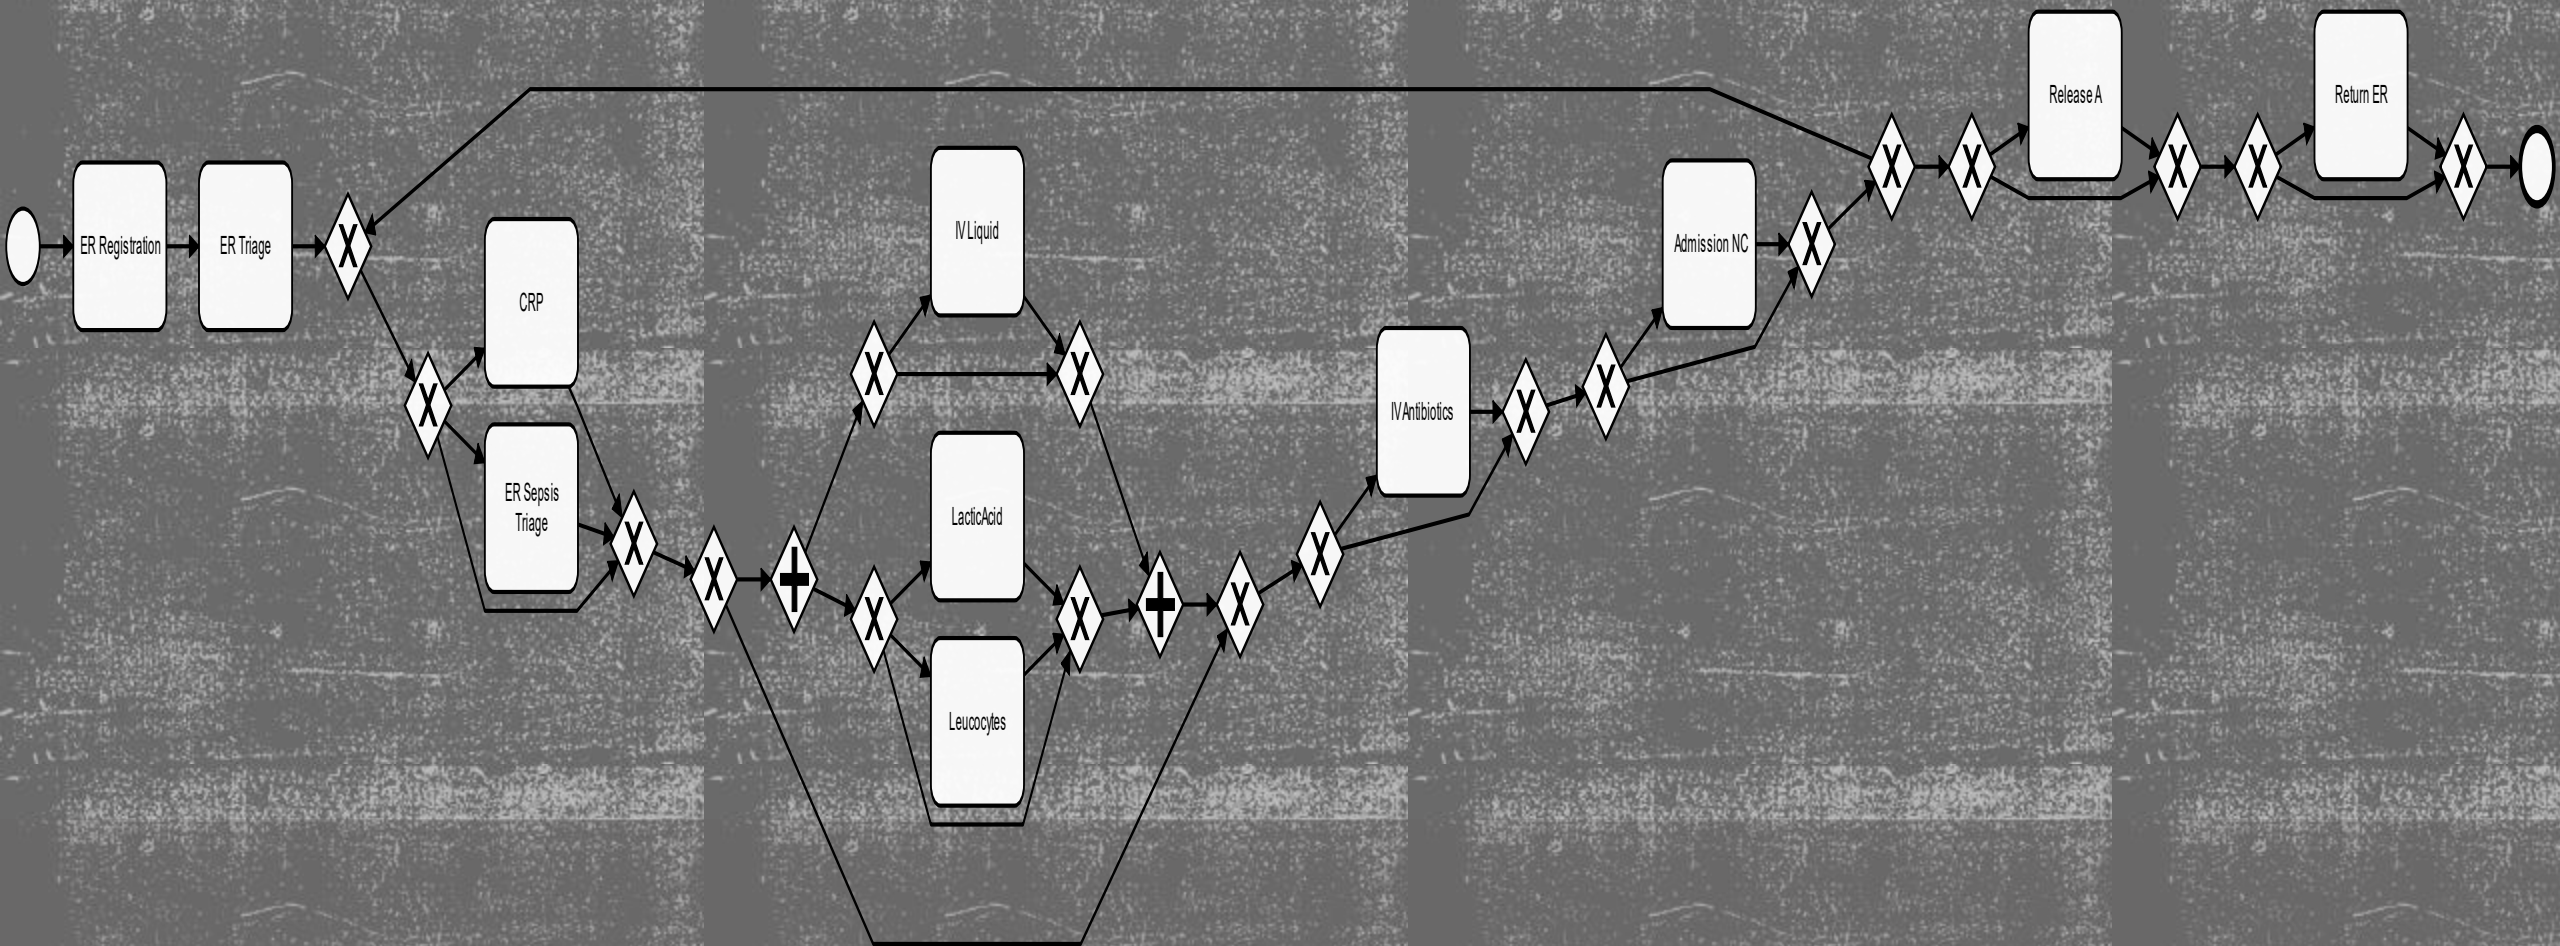 ER Registration
ER Triage
CRP
ER Sepsis
Triage
IV Liquid
LacticAcid
Leucocytes
IV Antibiotics
Admission NC
Release A
Return ER